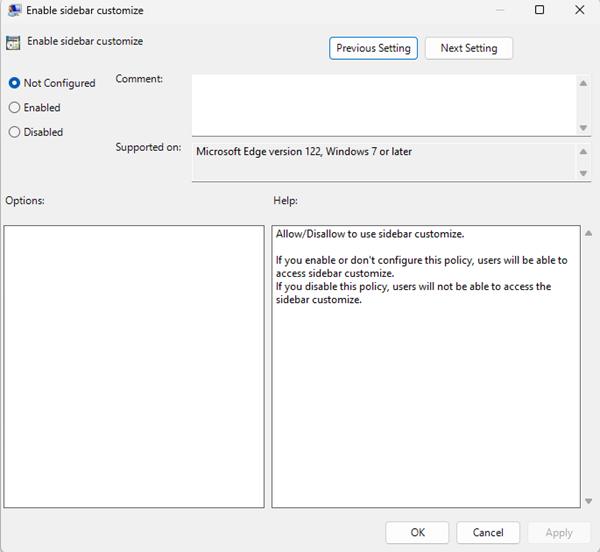 Enable sidebar customize
Enable sidebar customize
Previous Setting
Next Setting
Not Configured
Enabled
Disabled
Comment:
Supported on:
Microsoft Edge version 122, Windows 7 or later
Options:
Help:
Allow/Disallow to use sidebar customize.
If you enable or don't configure this policy, users will be able to
access sidebar customize.
If you disable this policy, users will not be able to access the
sidebar customize.
OK
Cancel
Apply